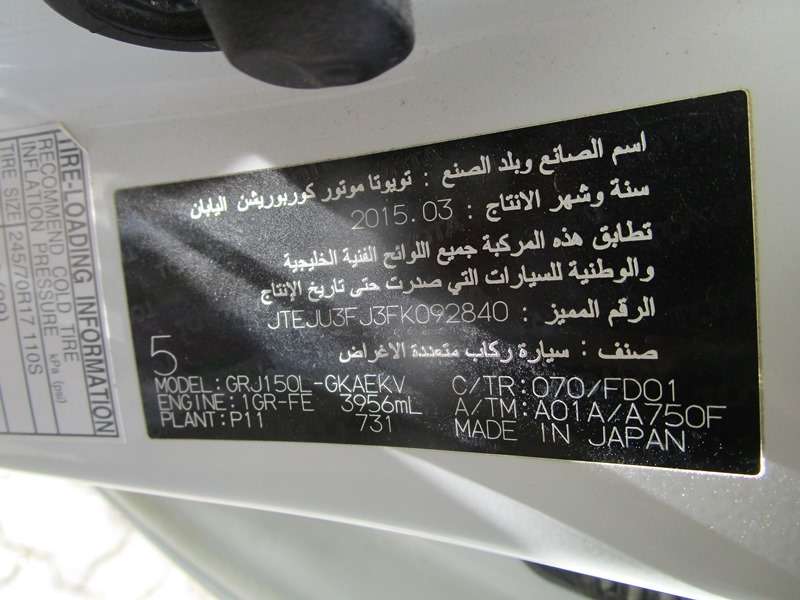 TIRE-LOADING INFORMATION
RECOMEND COLD TIRE
INFLATION PRESSURE kPa (psi)
TIRE SIZE 245/70R17 110S
اسم الصانع وبلد الصنع : تويوتا موتور كوربوريشن اليابان
سنة وشهر الانتاج : 2015.03
تطابق هذه المركبة جميع اللوائح الفنية الخليجية
والوطنية للسيارات التي صدرت حتى تاريخ الإنتاج
الرقم المميز : JTEJU3FJ3FK092840
صنف : سيارة ركاب متعددة الاغراض
5
MODEL:GRJ150L-GKAEKV C/TR:070/FD01
ENGINE:1GR-FE 3956mL A/TM:A01A/A750F
PLANT:P11 731 MADE IN JAPAN